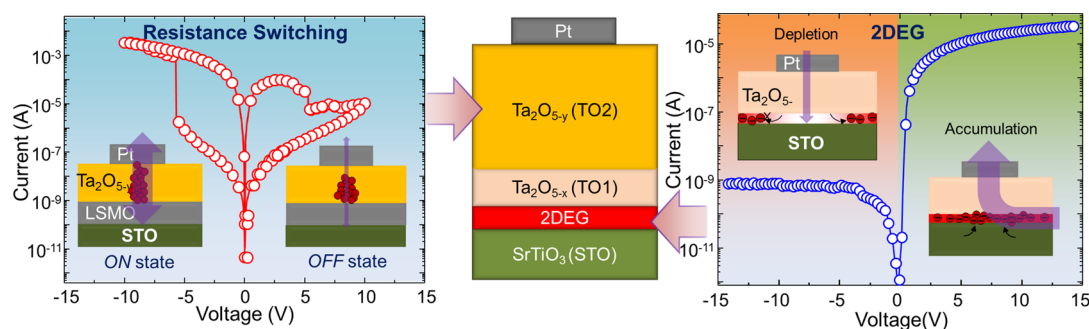 Resistance Switching
Current (A)
10⁻³
10⁻⁵
10⁻⁷
10⁻⁹
10⁻¹¹
Pt
Ta₂O₅₋y
LSMO
STO
ON state
OFF state
-15 -10 -5 0 5 10 15
Voltage (V)
Pt
Ta₂O₅₋y (TO2)
Ta₂O₅₋x (TO1)
2DEG
SrTiO₃ (STO)
2DEG
Current (A)
10⁻⁵
10⁻⁷
10⁻⁹
10⁻¹¹
Depletion
Pt
Ta₂O₅₋
x
STO
Accumulation
-15 -10 -5 0 5 10 15
Voltage(V)